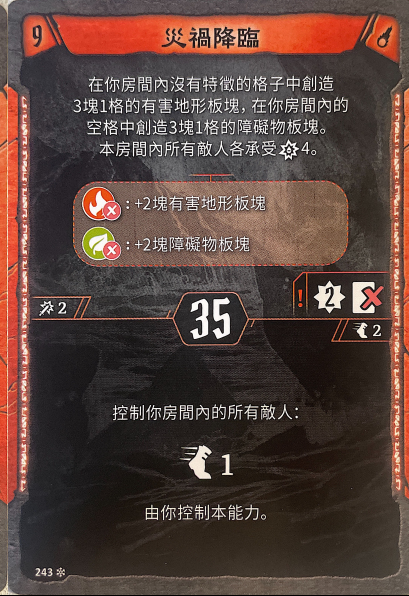 9 災禍降臨
在你房間內沒有特徵的格子中創造
3塊1格的有害地形板塊,在你房間內的
空格中創造3塊1格的障礙物板塊。
本房間內所有敵人各承受 4。
:+2塊有害地形板塊
:+2塊障礙物板塊
2
35
! 2
2
控制你房間內的所有敵人:
1
由你控制本能力。
243